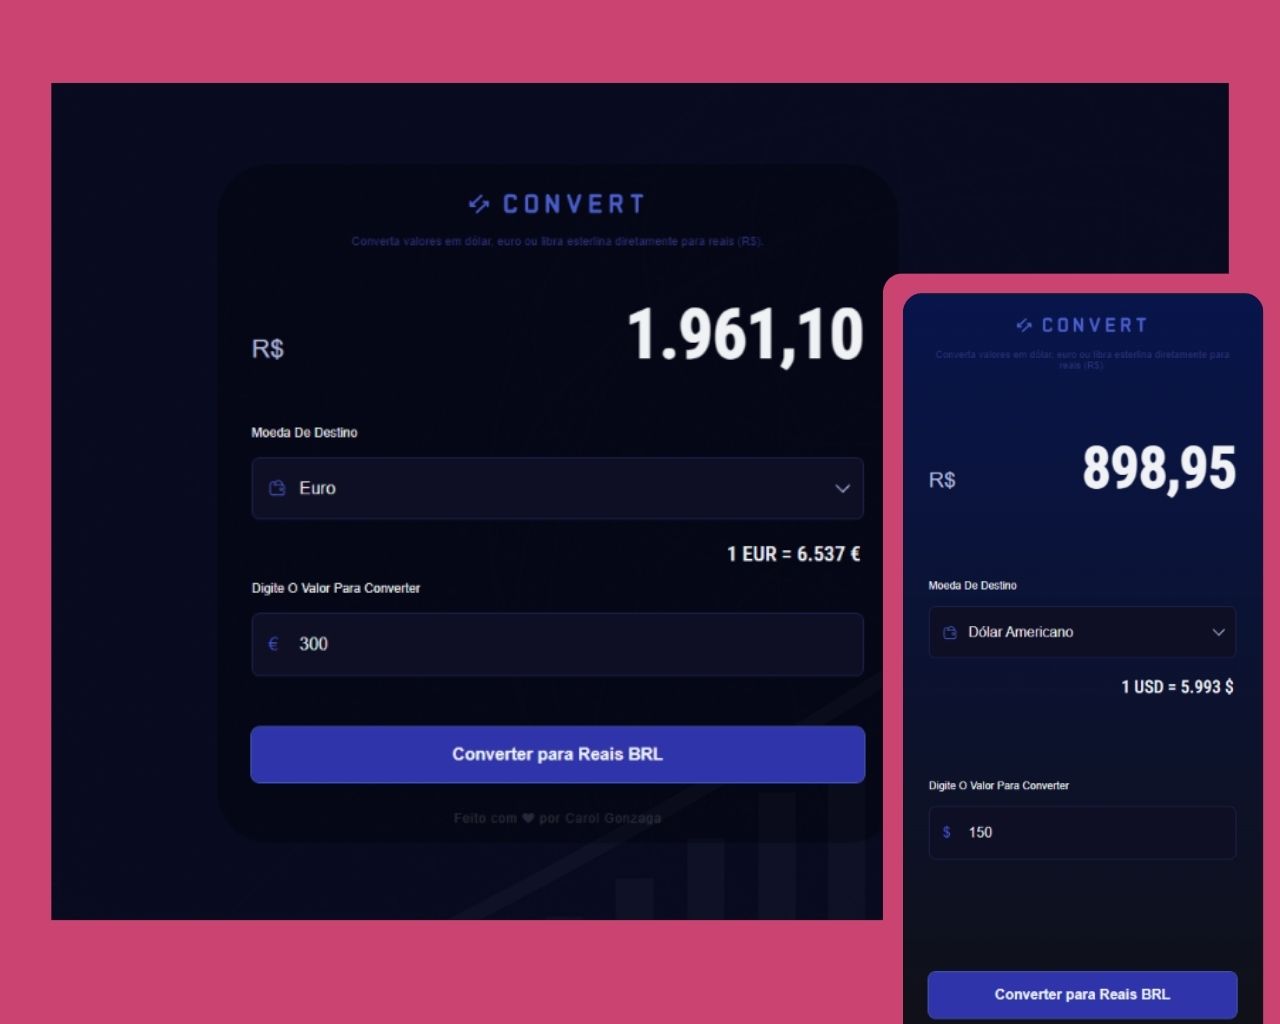 CONVERT
Converta valores em dólar, euro ou libra esterlina diretamente para reais (R$).
R$
1.961,10
Moeda De Destino
Euro
1 EUR = 6.537 €
Digite O Valor Para Converter
€ 300
Converter para Reais BRL
Feito com ❤ por Carol Gonzaga
CONVERT
Converta valores em dólar, euro ou libra esterlina diretamente para
reais (R$).
R$
898,95
Moeda De Destino
Dólar Americano
1 USD = 5.993 $
Digite O Valor Para Converter
$ 150
Converter para Reais BRL